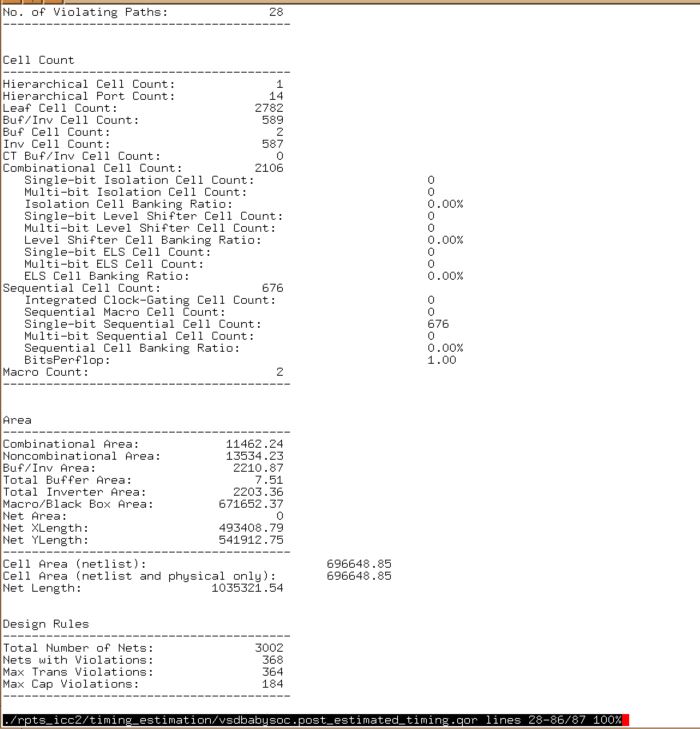 No. of Violating Paths: 28
----------------------------------------
Cell Count
----------------------------------------
Hierarchical Cell Count: 1
Hierarchical Port Count: 14
Leaf Cell Count: 2782
Buf/Inv Cell Count: 589
Buf Cell Count: 2
Inv Cell Count: 587
CT Buf/Inv Cell Count: 0
Combinational Cell Count: 2106
Single-bit Isolation Cell Count: 0
Multi-bit Isolation Cell Count: 0
Isolation Cell Banking Ratio: 0.00%
Single-bit Level Shifter Cell Count: 0
Multi-bit Level Shifter Cell Count: 0
Level Shifter Cell Banking Ratio: 0.00%
Single-bit ELS Cell Count: 0
Multi-bit ELS Cell Count: 0
ELS Cell Banking Ratio: 0.00%
Sequential Cell Count: 676
Integrated Clock-Gating Cell Count: 0
Sequential Macro Cell Count: 0
Single-bit Sequential Cell Count: 676
Multi-bit Sequential Cell Count: 0
Sequential Cell Banking Ratio: 0.00%
BitsPerflop: 1.00
Macro Count: 2
----------------------------------------
Area
----------------------------------------
Combinational Area: 11462.24
Noncombinational Area: 13534.23
Buf/Inv Area: 2210.87
Total Buffer Area: 7.51
Total Inverter Area: 2203.36
Macro/Black Box Area: 671652.37
Net Area: 0
Net XLength: 493408.79
Net YLength: 541912.75
----------------------------------------
Cell Area (netlist): 696648.85
Cell Area (netlist and physical only): 696648.85
Net Length: 1035321.54
Design Rules
----------------------------------------
Total Number of Nets: 3002
Nets with Violations: 368
Max Trans Violations: 364
Max Cap Violations: 184
----------------------------------------
./rpts_icc2/timing_estimation/vsdbabysoc.post_estimated_timing.qor lines 28-86/87 100%